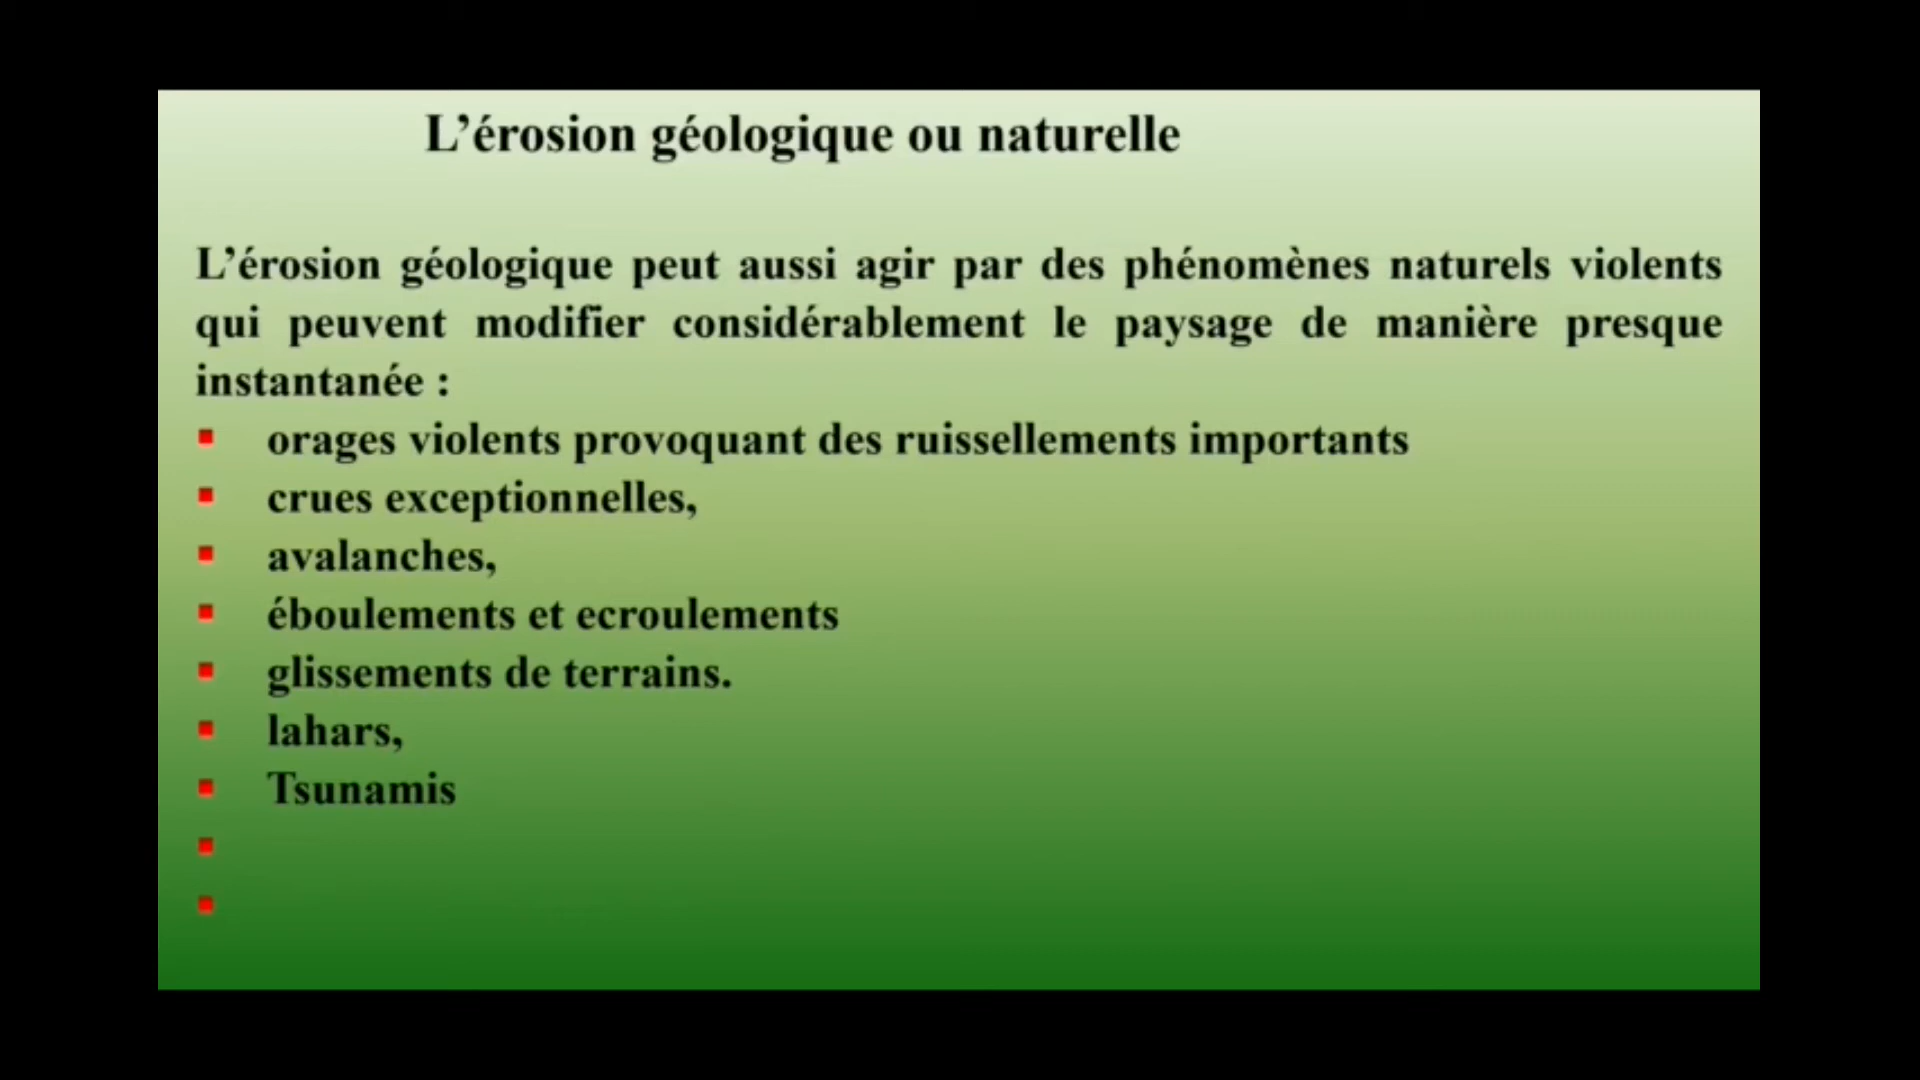 L’érosion géologique ou naturelle
L’érosion géologique peut aussi agir par des phénomènes naturels violents
qui peuvent modifier considérablement le paysage de manière presque
instantanée :
orages violents provoquant des ruissellements importants
crues exceptionnelles,
avalanches,
éboulements et ecroulements
glissements de terrains.
lahars,
Tsunamis